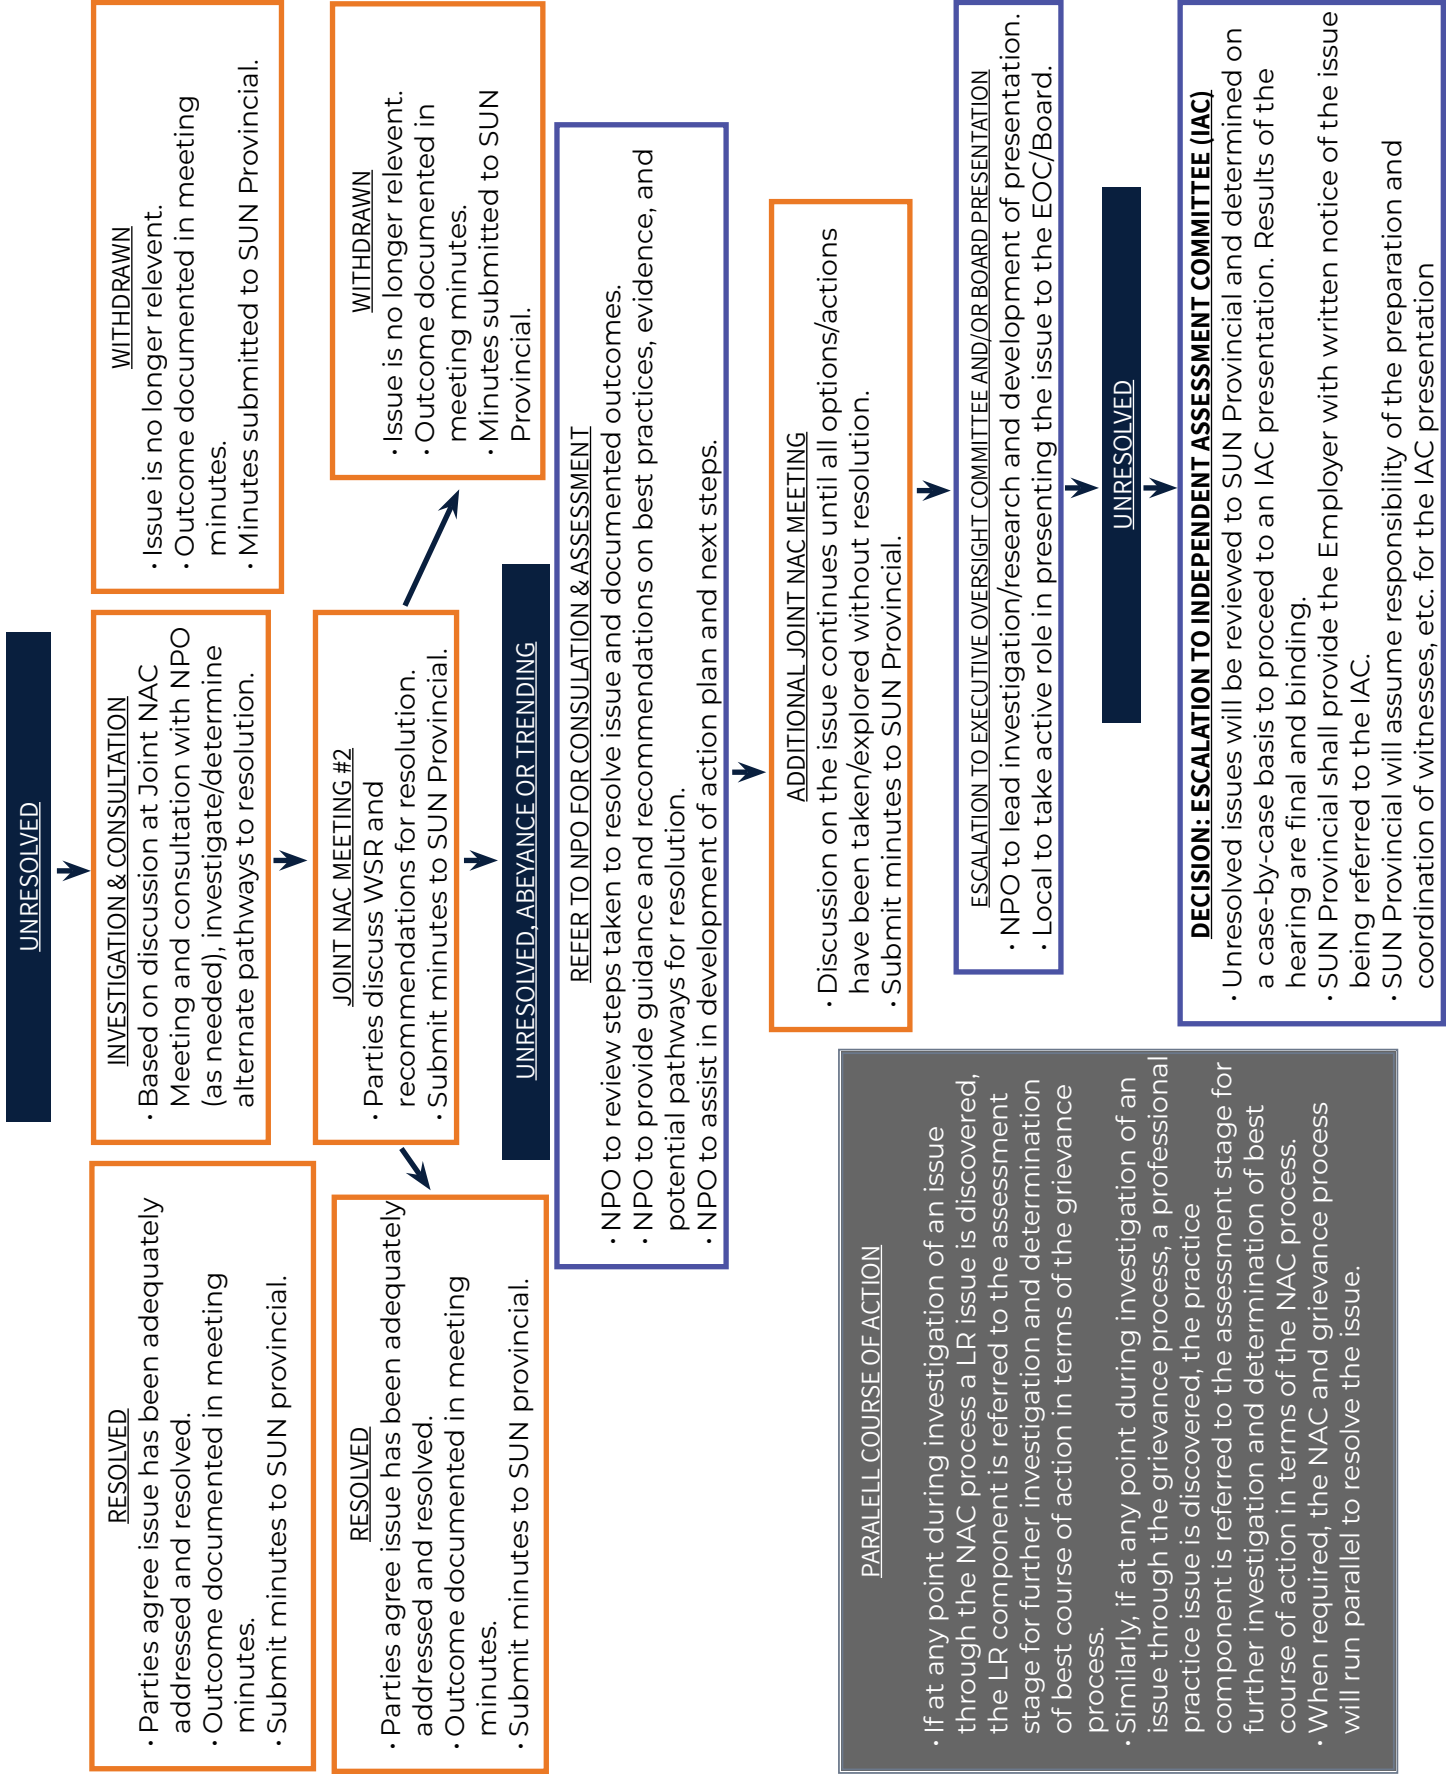 UNRESOLVED
RESOLVED
· Parties agree issue has been adequately
addressed and resolved.
· Outcome documented in meeting
minutes.
· Submit minutes to SUN provincial.
INVESTIGATION & CONSULTATION
· Based on discussion at Joint NAC
Meeting and consultation with NPO
(as needed), investigate/determine
alternate pathways to resolution.
WITHDRAWN
· Issue is no longer relevent.
· Outcome documented in meeting
minutes.
· Minutes submitted to SUN Provincial.
JOINT NAC MEETING #2
· Parties discuss WSR and
recommendations for resolution.
· Submit minutes to SUN Provincial.
RESOLVED
· Parties agree issue has been adequately
addressed and resolved.
· Outcome documented in meeting
minutes.
· Submit minutes to SUN provincial.
WITHDRAWN
· Issue is no longer relevent.
· Outcome documented in
meeting minutes.
· Minutes submitted to SUN
Provincial.
UNRESOLVED, ABEYANCE OR TRENDING
REFER TO NPO FOR CONSULATION & ASSESSMENT
· NPO to review steps taken to resolve issue and documented outcomes.
· NPO to provide guidance and recommendations on best practices, evidence, and
potential pathways for resolution.
· NPO to assist in development of action plan and next steps.
ADDITIONAL JOINT NAC MEETING
· Discussion on the issue continues until all options/actions
have been taken/explored without resolution.
· Submit minutes to SUN Provincial.
ESCALATION TO EXECUTIVE OVERSIGHT COMMITTEE AND/OR BOARD PRESENTATION
· NPO to lead investigation/research and development of presentation.
· Local to take active role in presenting the issue to the EOC/Board.
UNRESOLVED
DECISION: ESCALATION TO INDEPENDENT ASSESSMENT COMMITTEE (IAC)
· Unresolved issues will be reviewed to SUN Provincial and determined on
a case-by-case basis to proceed to an IAC presentation. Results of the
hearing are final and binding.
· SUN Provincial shall provide the Employer with written notice of the issue
being referred to the IAC.
· SUN Provincial will assume responsibility of the preparation and
coordination of witnesses, etc. for the IAC presentation
PARALELL COURSE OF ACTION
· If at any point during investigation of an issue
through the NAC process a LR issue is discovered,
the LR component is referred to the assessment
stage for further investigation and determination
of best course of action in terms of the grievance
process.
· Similarly, if at any point during investigation of an
issue through the grievance process, a professional
practice issue is discovered, the practice
component is referred to the assessment stage for
further investigation and determination of best
course of action in terms of the NAC process.
· When required, the NAC and grievance process
will run parallel to resolve the issue.